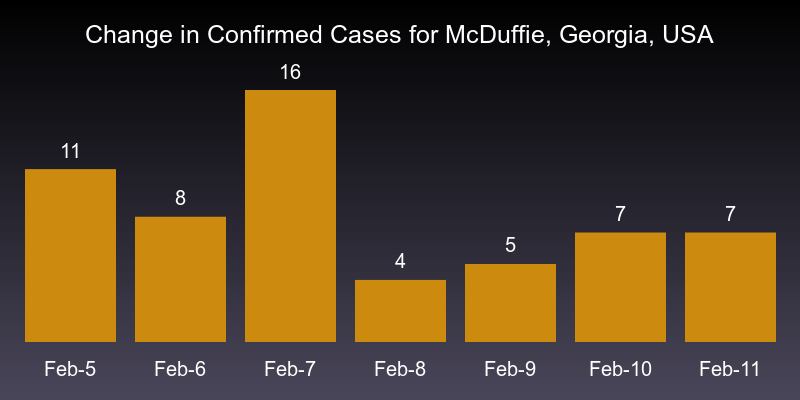 Change in Confirmed Cases for McDuffie, Georgia, USA
16
11
8
7
7
5
4
Feb-5
Feb-6
Feb-7
Feb-8
Feb-9
Feb-10
Feb-11